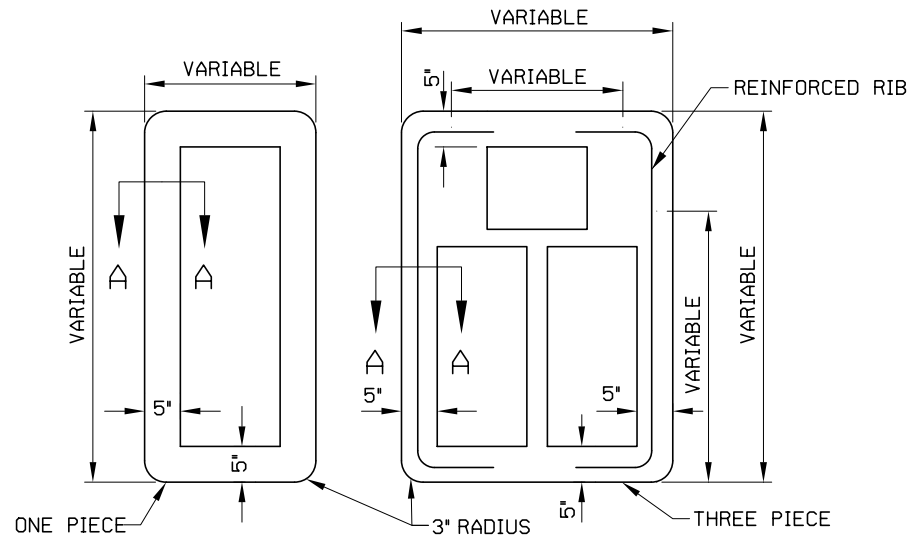 VARIABLE
VARIABLE
VARIABLE
5"
REINFORCED RIB
A
A
VARIABLE
VARIABLE
VARIABLE
A
A
5"
5"
5"
5"
5"
ONE PIECE
3" RADIUS
THREE PIECE